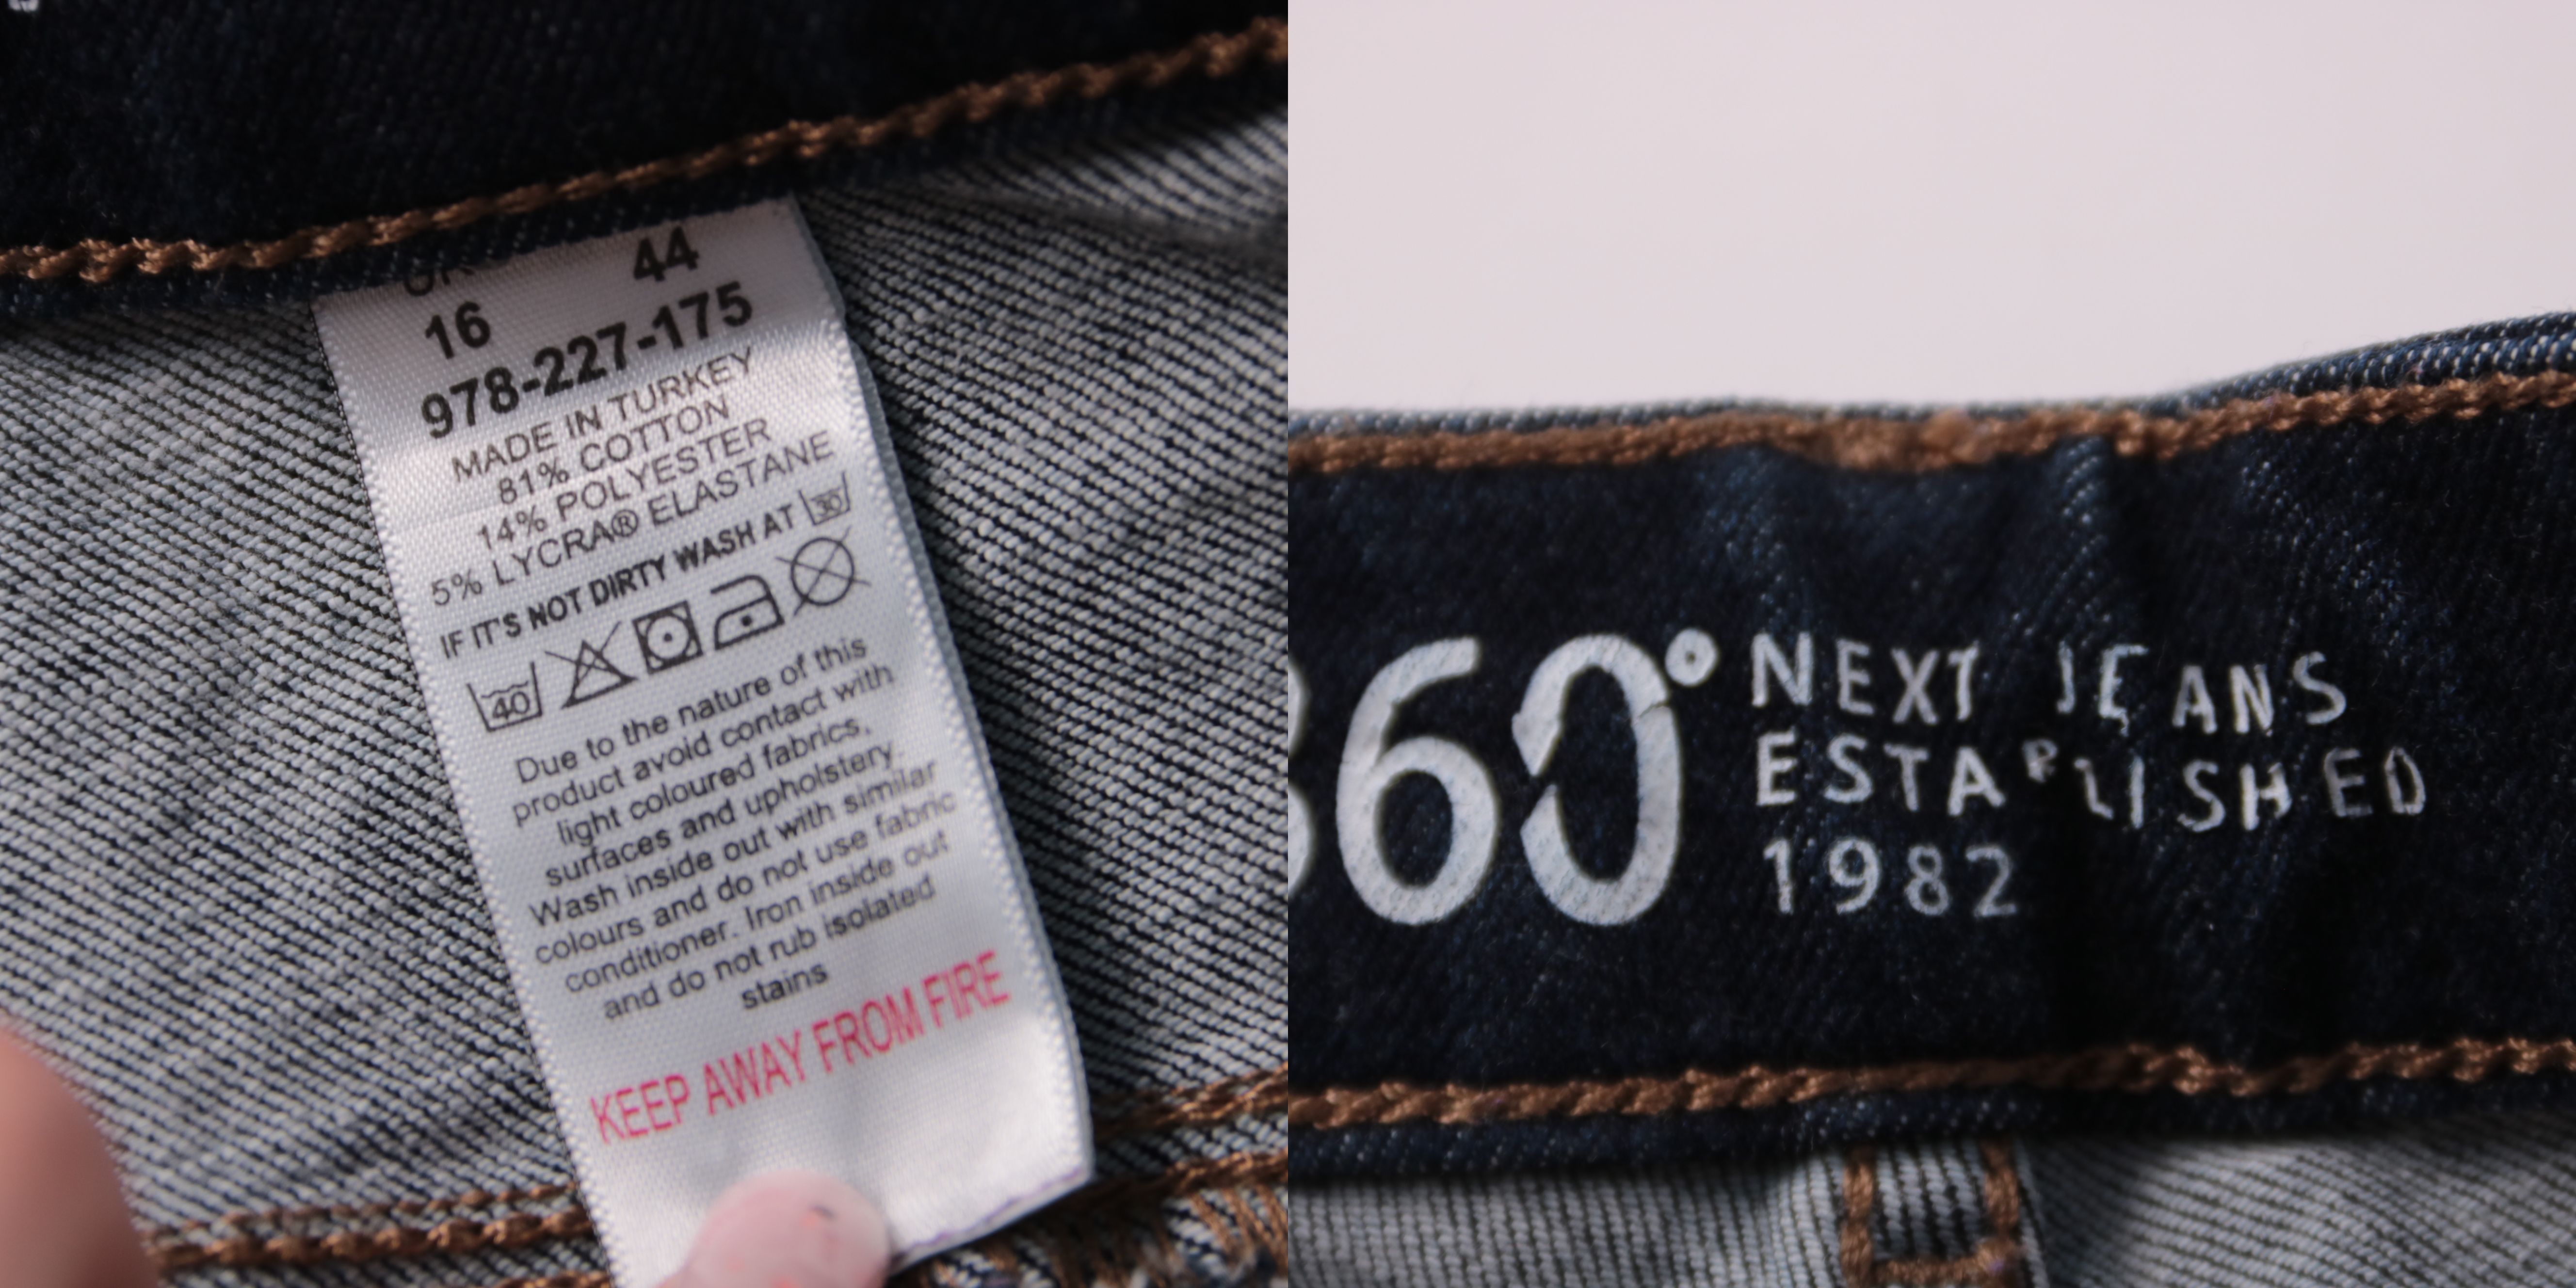 44
16
978-227-175
MADE IN TURKEY
81% COTTON
14% POLYESTER
5% LYCRA® ELASTANE
IF IT'S NOT DIRTY WASH AT 30
40
Due to the nature of this
product avoid contact with
light coloured fabrics,
surfaces and upholstery.
Wash inside out with similar
colours and do not use fabric
conditioner. Iron inside out
and do not rub isolated
stains
KEEP AWAY FROM FIRE
360°
NEXT JEANS
ESTABLISHED
1982